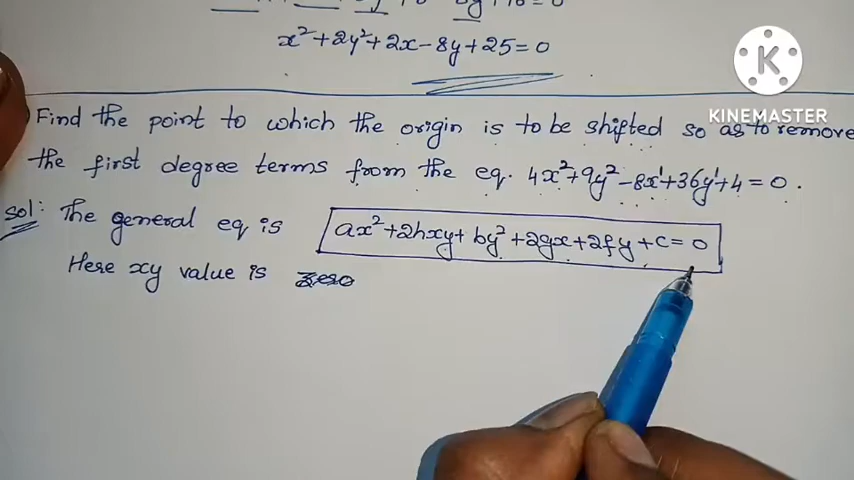 x²+2y²+2x-8y+25=0
K
KINEMASTER
Find the point to which the origin is to be shifted so as to remove
the first degree terms from the eq. 4x²+9y²-8x¹+36y¹+4=0.
sol: The general eq is ax²+2hxy+by²+2gx+2fy+c=0
Here xy value is zero